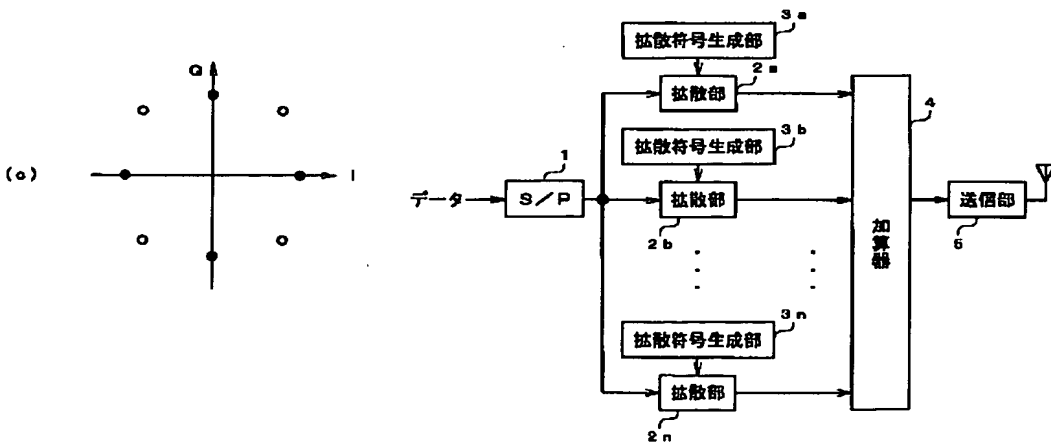 Q
I
(c)
3a
拡散符号生成部
2a
拡散部
3b
拡散符号生成部
1
データ
S/P
拡散部
2b
3n
拡散符号生成部
拡散部
2n
4
加算器
送信部
5